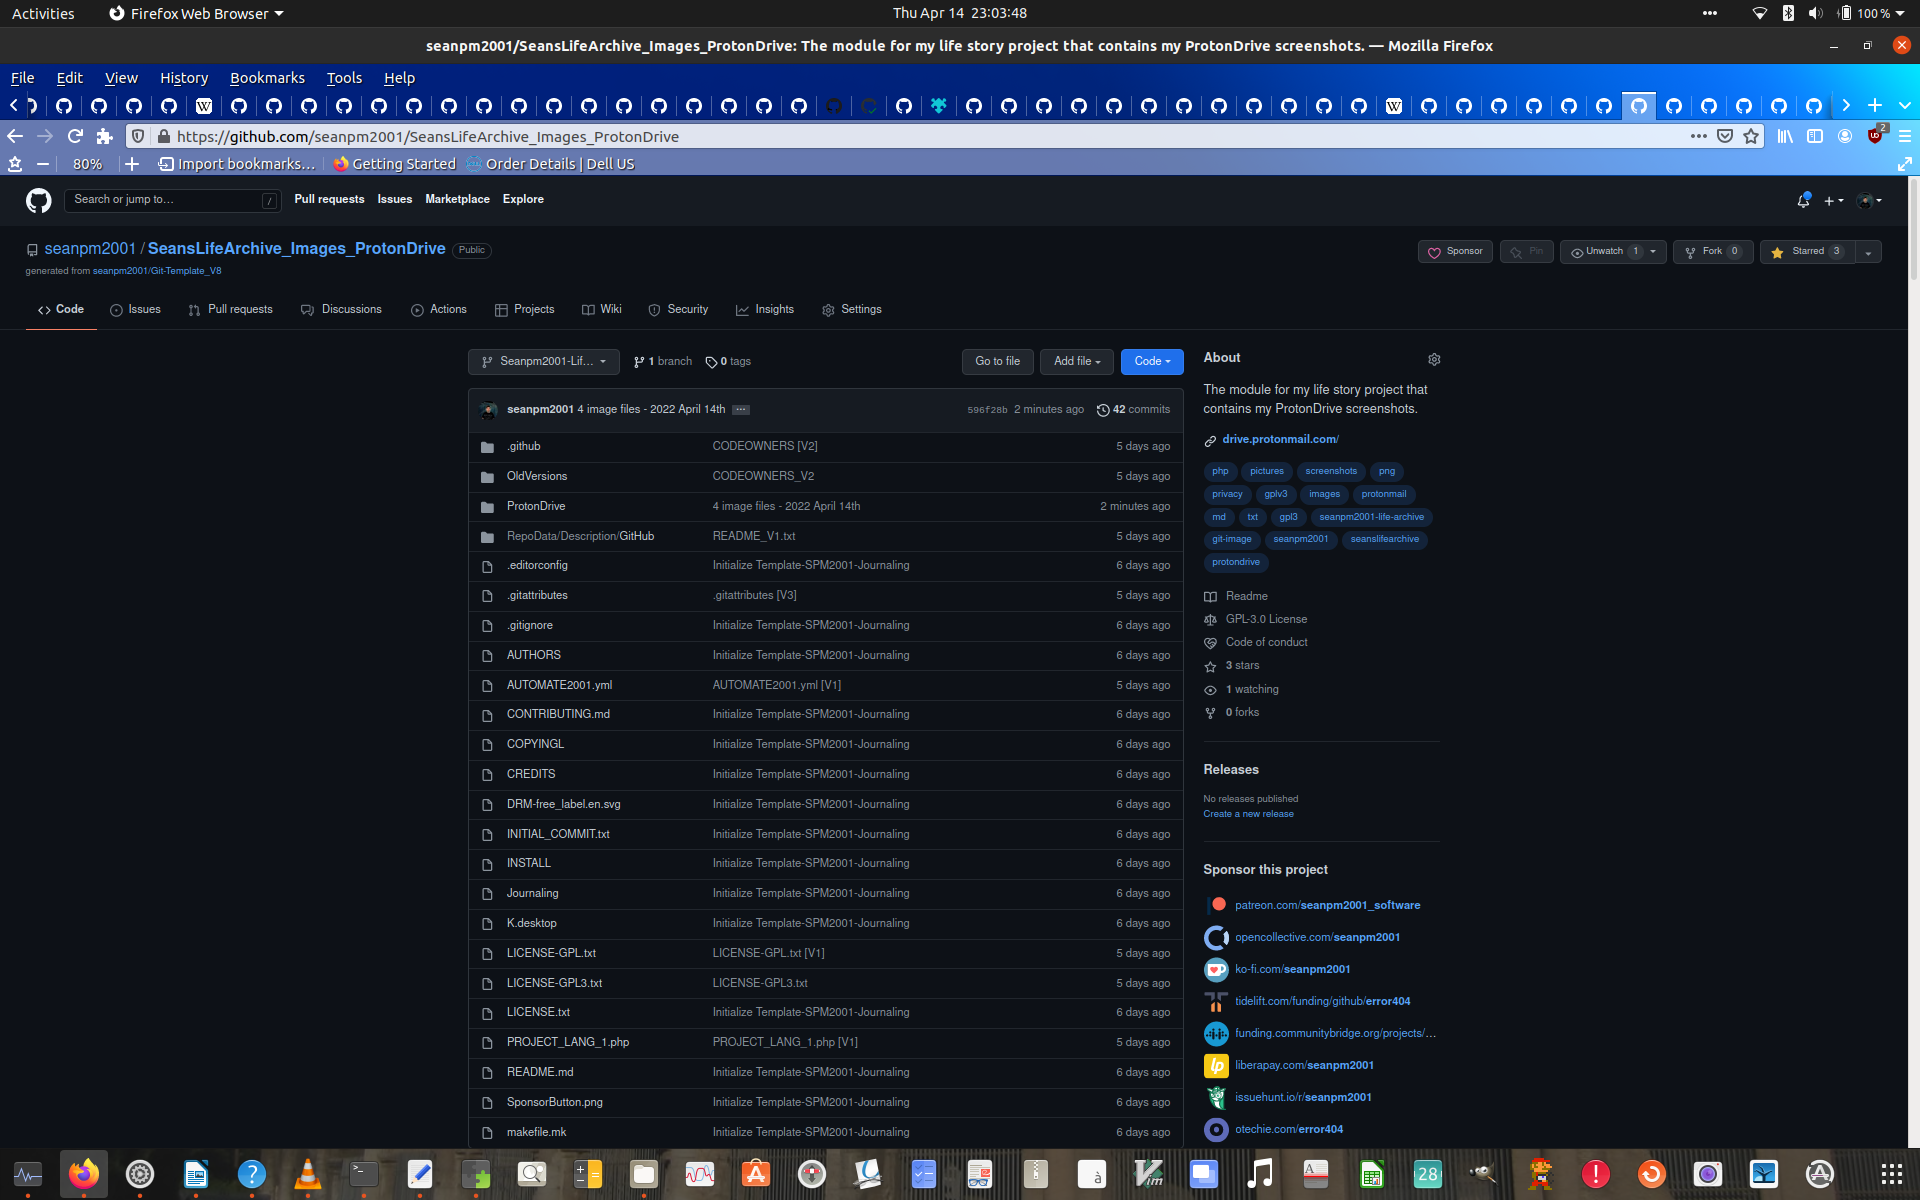 Activities Firefox Web Browser Thu Apr 14 23:03:48 100 %
seanpm2001/SeansLifeArchive_Images_ProtonDrive: The module for my life story project that contains my ProtonDrive screenshots. — Mozilla Firefox
File Edit View History Bookmarks Tools Help
https://github.com/seanpm2001/SeansLifeArchive_Images_ProtonDrive 2
80% Import bookmarks… Getting Started Order Details | Dell US
Search or jump to… / Pull requests Issues Marketplace Explore
seanpm2001 / SeansLifeArchive_Images_ProtonDrive Public Sponsor Pin Unwatch 1 Fork 0 Starred 3
generated from seanpm2001/Git-Template_V8
Code Issues Pull requests Discussions Actions Projects Wiki Security Insights Settings
Seanpm2001-Lif... 1 branch 0 tags Go to file Add file Code
seanpm2001 4 image files - 2022 April 14th ... 596f28b 2 minutes ago 42 commits
.github CODEOWNERS [V2] 5 days ago
OldVersions CODEOWNERS_V2 5 days ago
ProtonDrive 4 image files - 2022 April 14th 2 minutes ago
RepoData/Description/GitHub README_V1.txt 5 days ago
.editorconfig Initialize Template-SPM2001-Journaling 6 days ago
.gitattributes .gitattributes [V3] 5 days ago
.gitignore Initialize Template-SPM2001-Journaling 6 days ago
AUTHORS Initialize Template-SPM2001-Journaling 6 days ago
AUTOMATE2001.yml AUTOMATE2001.yml [V1] 5 days ago
CONTRIBUTING.md Initialize Template-SPM2001-Journaling 6 days ago
COPYINGL Initialize Template-SPM2001-Journaling 6 days ago
CREDITS Initialize Template-SPM2001-Journaling 6 days ago
DRM-free_label.en.svg Initialize Template-SPM2001-Journaling 6 days ago
INITIAL_COMMIT.txt Initialize Template-SPM2001-Journaling 6 days ago
INSTALL Initialize Template-SPM2001-Journaling 6 days ago
Journaling Initialize Template-SPM2001-Journaling 6 days ago
K.desktop Initialize Template-SPM2001-Journaling 6 days ago
LICENSE-GPL.txt LICENSE-GPL.txt [V1] 5 days ago
LICENSE-GPL3.txt LICENSE-GPL3.txt 5 days ago
LICENSE.txt Initialize Template-SPM2001-Journaling 6 days ago
PROJECT_LANG_1.php PROJECT_LANG_1.php [V1] 5 days ago
README.md Initialize Template-SPM2001-Journaling 6 days ago
SponsorButton.png Initialize Template-SPM2001-Journaling 6 days ago
makefile.mk Initialize Template-SPM2001-Journaling 6 days ago
About
The module for my life story project that
contains my ProtonDrive screenshots.
drive.protonmail.com/
php pictures screenshots png
privacy gplv3 images protonmail
md txt gpl3 seanpm2001-life-archive
git-image seanpm2001 seanslifearchive
protondrive
Readme
GPL-3.0 License
Code of conduct
3 stars
1 watching
0 forks
Releases
No releases published
Create a new release
Sponsor this project
patreon.com/seanpm2001_software
opencollective.com/seanpm2001
ko-fi.com/seanpm2001
tidelift.com/funding/github/error404
funding.communitybridge.org/projects/…
liberapay.com/seanpm2001
issuehunt.io/r/seanpm2001
otechie.com/error404
28